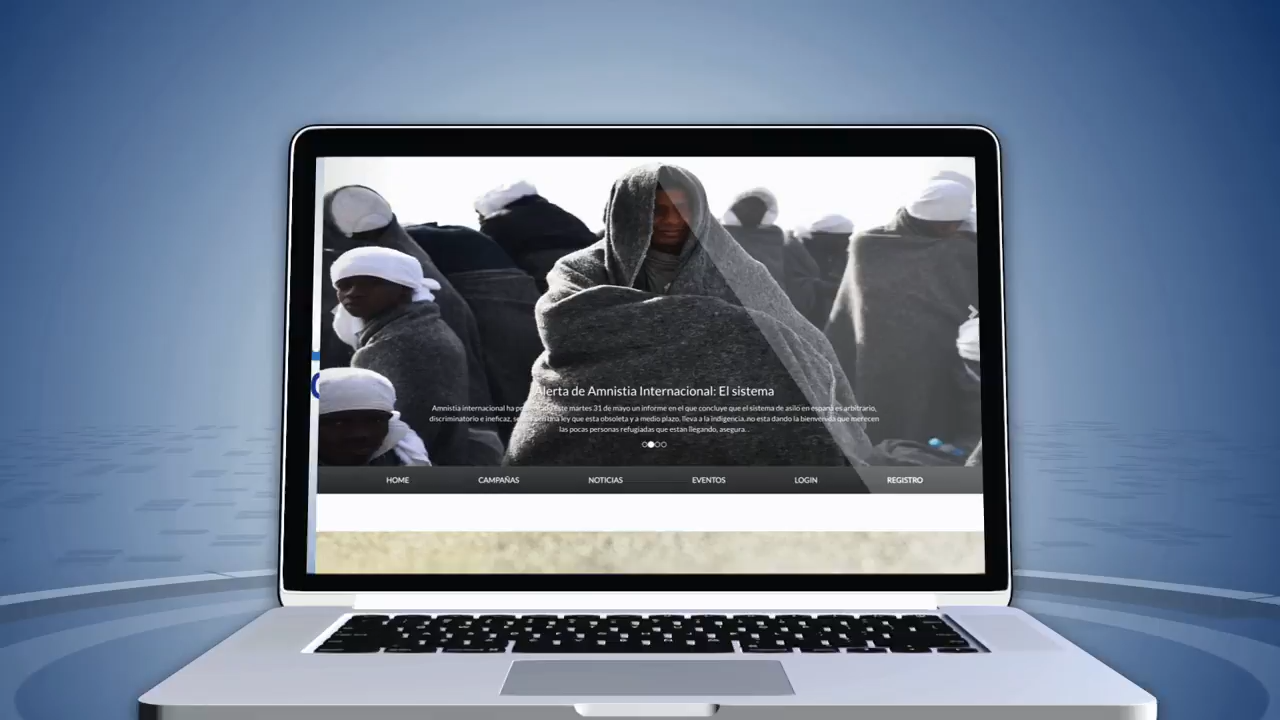 Alerta de Amnistia Internacional: El sistema
Amnistia internacional ha este martes 31 de mayo un informe en el que concluye que el sistema de asilo en españa es arbitrario,
discriminatorio e ineficaz, una ley que esta obsoleta y a medio plazo, lleva a la indigencia..no esta dando la bienvenida que merecen
las pocas personas refugiadas que estan llegando, asegura. .
HOME CAMPAÑAS NOTICIAS EVENTOS LOGIN REGISTRO